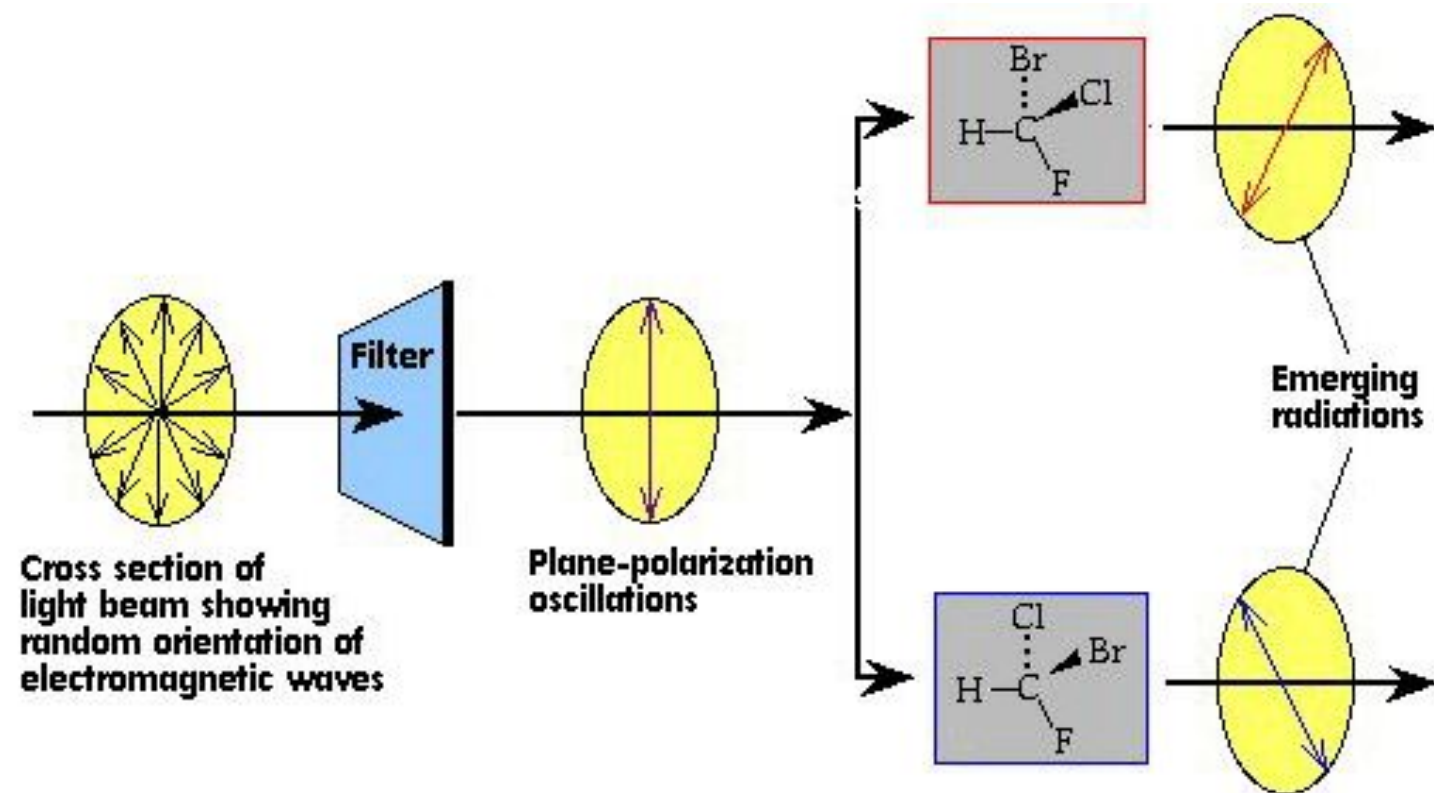 Br
Cl
H
C
F
Filter
Emerging
radiations
Cross section of
light beam showing
random orientation of
electromagnetic waves
Plane-polarization
oscillations
Cl
Br
H
C
F